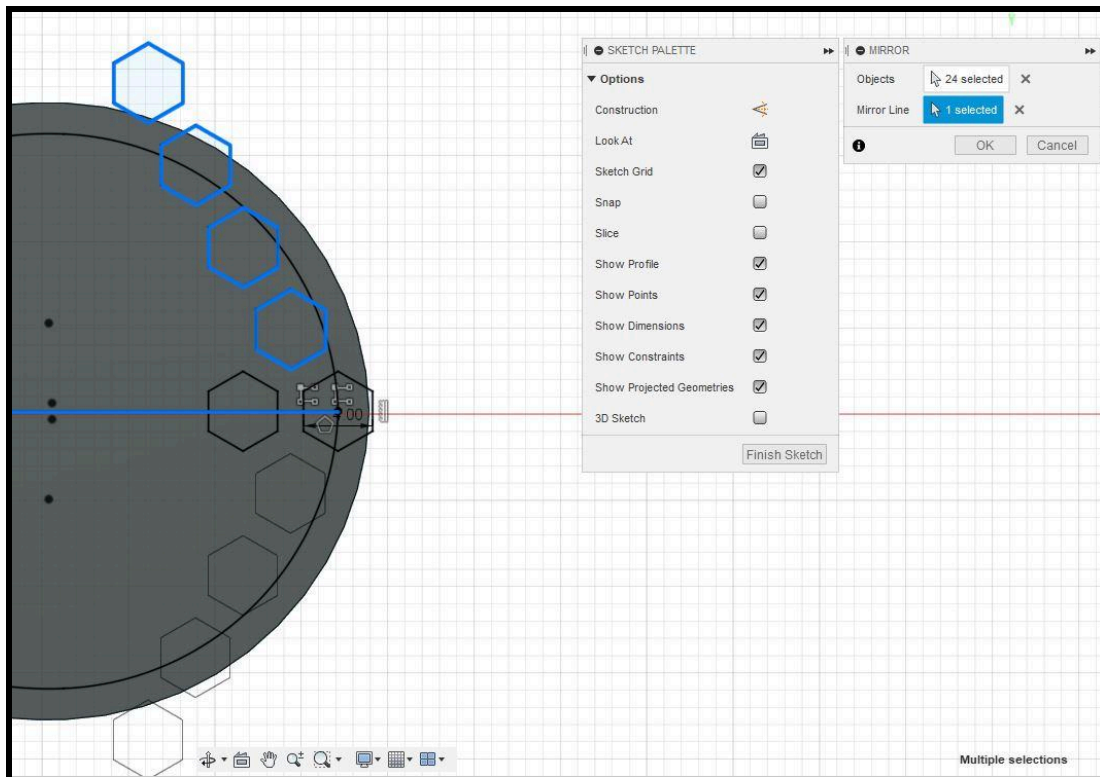 SKETCH PALETTE
Options
Construction
Look At
Sketch Grid
Snap
Slice
Show Profile
Show Points
Show Dimensions
Show Constraints
Show Projected Geometries
3D Sketch
Finish Sketch
MIRROR
Objects 24 selected
Mirror Line 1 selected
OK Cancel
Multiple selections